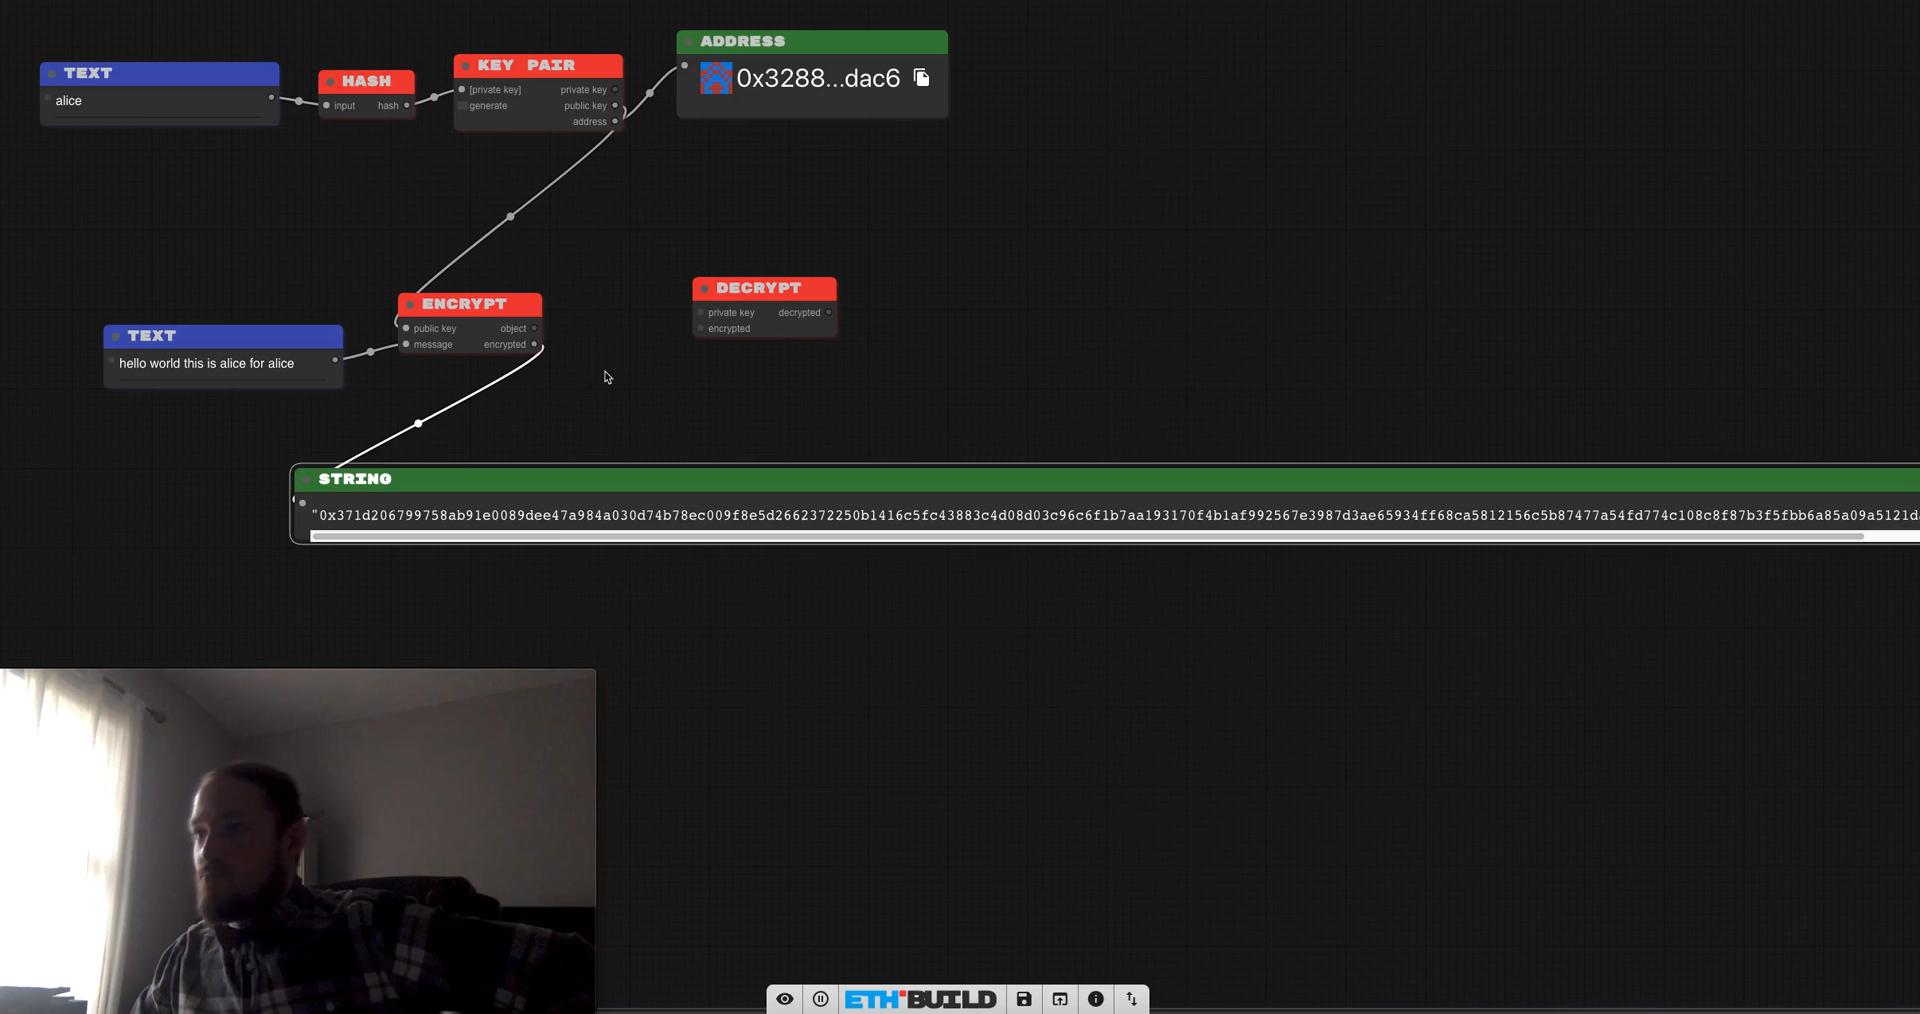 ADDRESS
0x3288...dac6
TEXT
alice
HASH
input hash
KEY PAIR
[private key] private key
generate public key
address
ENCRYPT
public key object
message encrypted
DECRYPT
private key decrypted
encrypted
TEXT
hello world this is alice for alice
STRING
"0x371d206799758ab91e0089dee47a984a030d74b78ec009f8e5d2662372250b1416c5fc43883c4d08d03c96c6f1b7aa193170f4b1af992567e3987d3ae65934ff68ca5812156c5b87477a54fd774c108c8f87b3f5fbb6a85a09a5121d
ETH BUILD